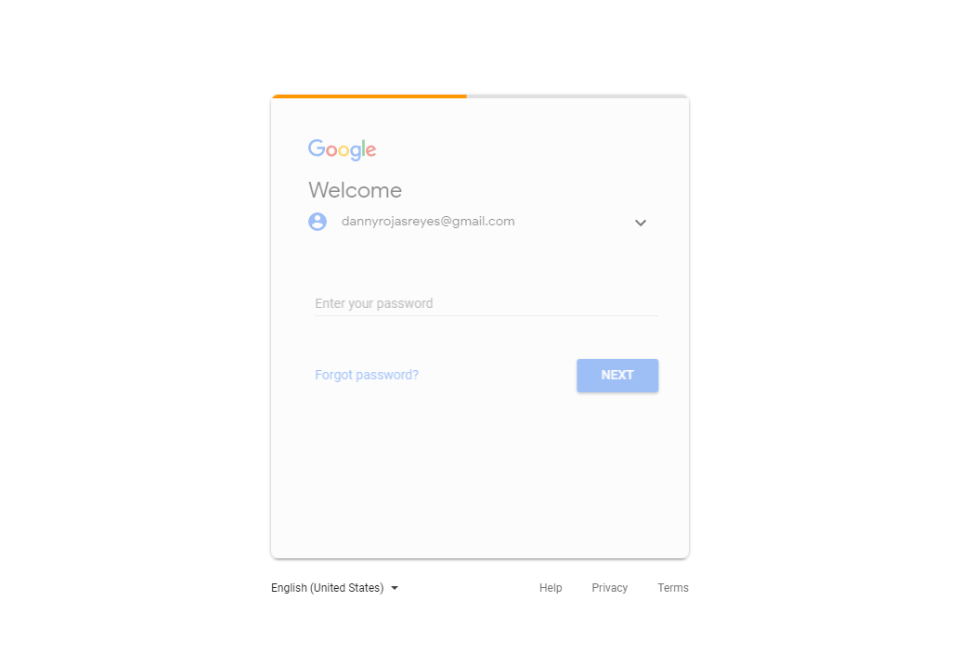 Google
Welcome
dannyrojasreyes@gmail.com
Enter your password
Forgot password?
NEXT
English (United States)
Help
Privacy
Terms